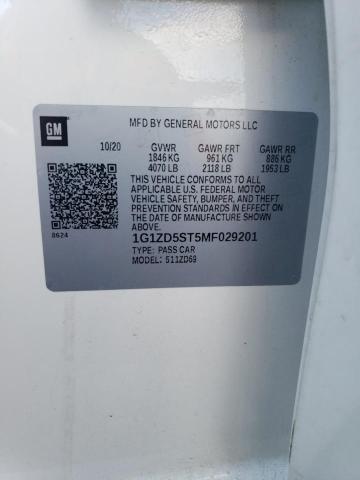 GM
MFD BY GENERAL MOTORS LLC
10/20 GVWR GAWR FRT GAWR RR
1846 KG 961 KG 886 KG
4070 LB 2118 LB 1953 LB
THIS VEHICLE CONFORMS TO ALL
APPLICABLE U.S. FEDERAL MOTOR
VEHICLE SAFETY, BUMPER, AND THEFT
PREVENTION STANDARDS IN EFFECT ON
THE DATE OF MANUFACTURE SHOWN
ABOVE.
8624
1G1ZD5ST5MF029201
TYPE: PASS CAR
MODEL: 511ZD69